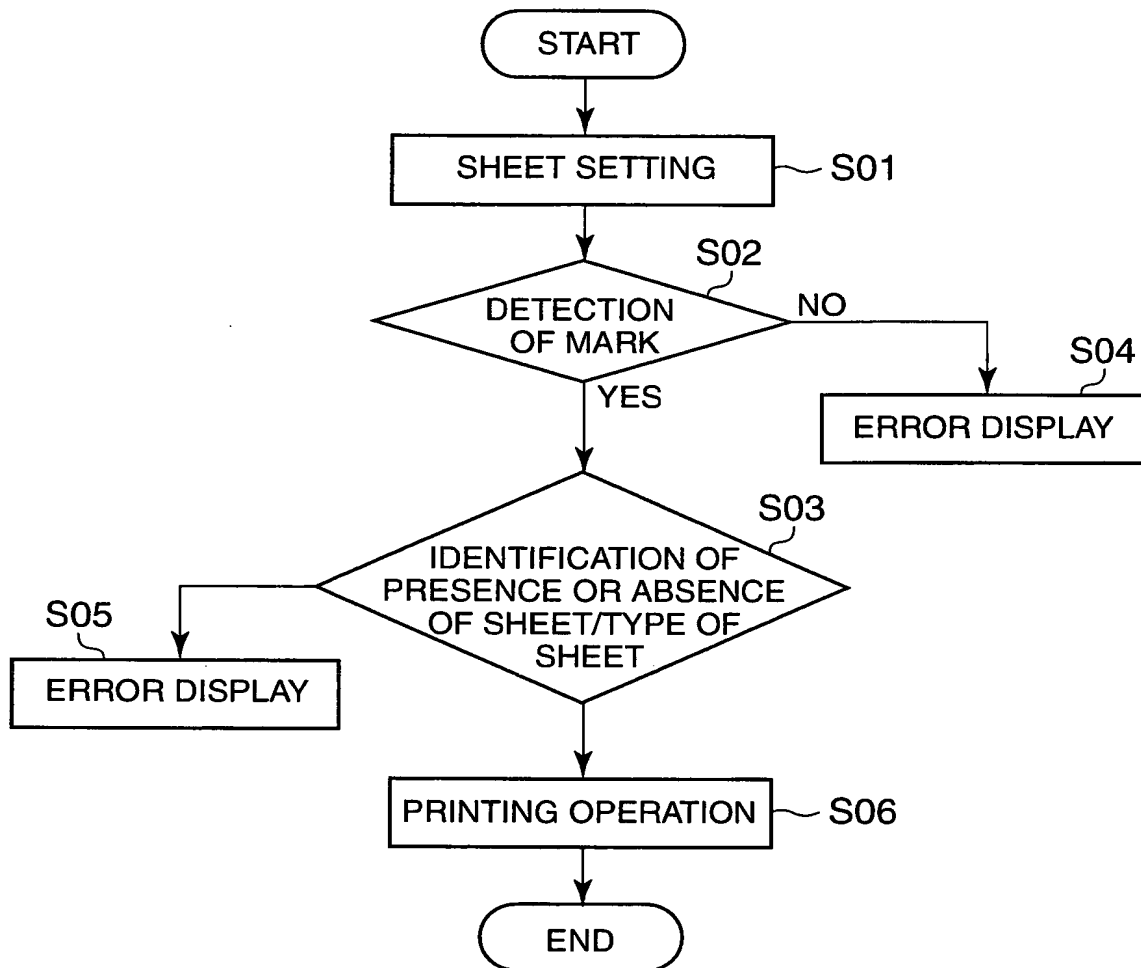 START
SHEET SETTING
S01
S02
DETECTION
OF MARK
NO
S04
YES
ERROR DISPLAY
S03
IDENTIFICATION OF
PRESENCE OR ABSENCE
OF SHEET/TYPE OF
SHEET
S05
ERROR DISPLAY
PRINTING OPERATION
S06
END